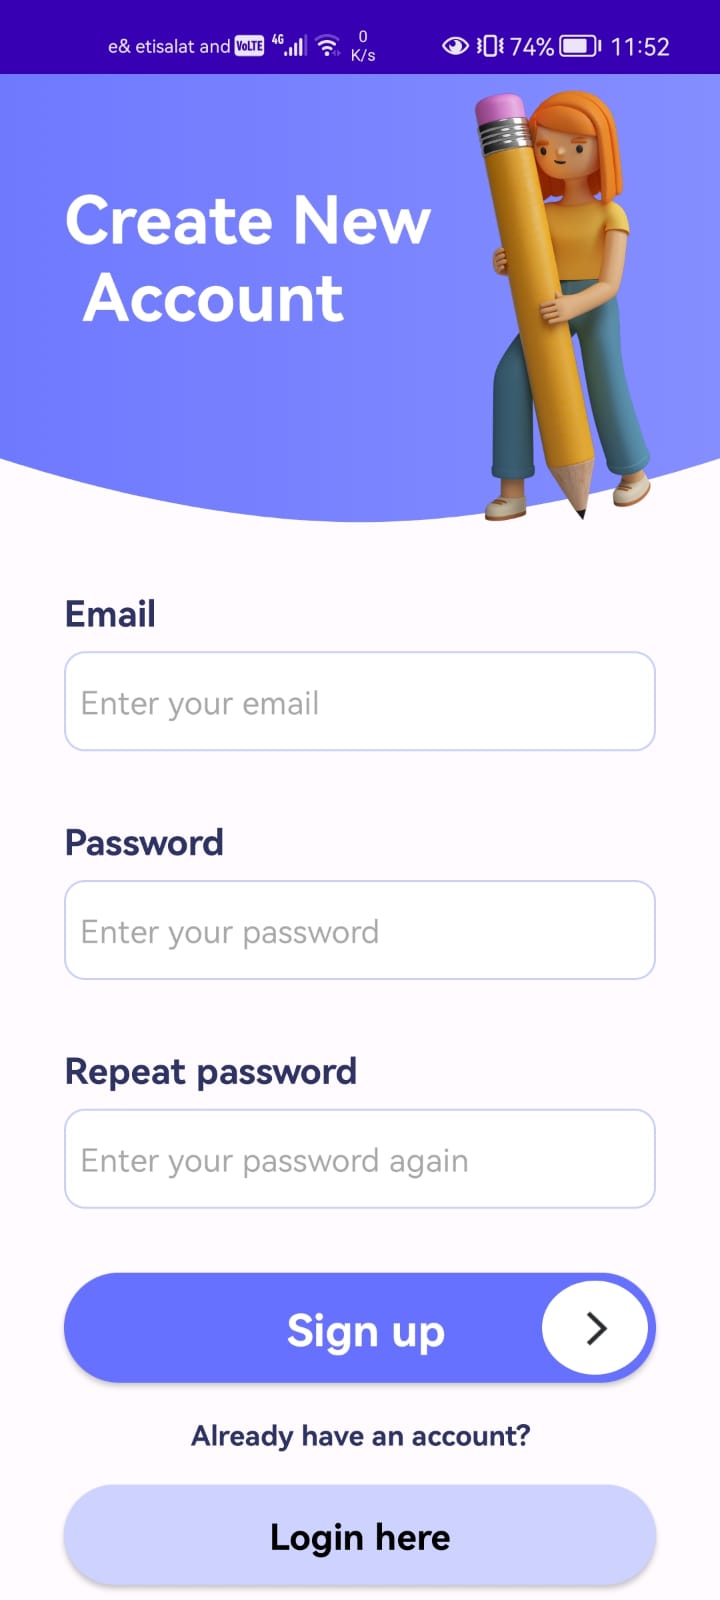 e& etisalat and VoLTE 4G 0 K/s 74% 11:52
Create New
Account
Email
Enter your email
Password
Enter your password
Repeat password
Enter your password again
Sign up
Already have an account?
Login here